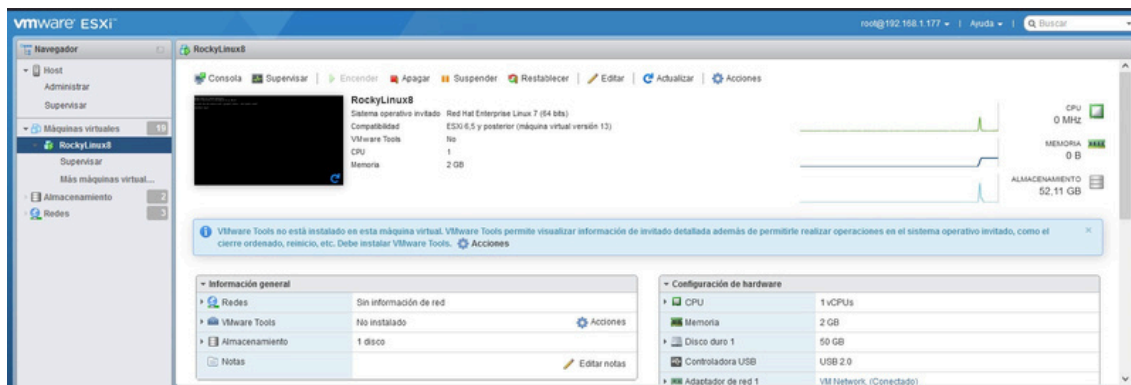 vmware ESXi
root@192.168.1.177 | Ayuda | Buscar
Navegador
Host
Administrar
Supervisar
Máquinas virtuales 19
RockyLinux8
Supervisar
Más máquinas virtual...
Almacenamiento 2
Redes 3
RockyLinux8
Consola Supervisar | Encender Apagar Suspender Restablecer | Editar | Actualizar | Acciones
RockyLinux8
Sistema operativo invitado Red Hat Enterprise Linux 7 (64 bits)
Compatibilidad ESXi 6,5 y posterior (máquina virtual versión 13)
VMware Tools No
CPU 1
Memoria 2 GB
CPU
0 MHz
MEMORIA
0 B
ALMACENAMIENTO
52,11 GB
VMware Tools no está instalado en esta máquina virtual. VMware Tools permite visualizar información de invitado detallada además de permitirle realizar operaciones en el sistema operativo invitado, como el
cierre ordenado, reinicio, etc. Debe instalar VMware Tools. Acciones
Información general
Redes Sin información de red
VMware Tools No instalado Acciones
Almacenamiento 1 disco
Notas Editar notas
Configuración de hardware
CPU 1 vCPUs
Memoria 2 GB
Disco duro 1 50 GB
Controladora USB USB 2.0
Adaptador de red 1 VM Network (Conectado)